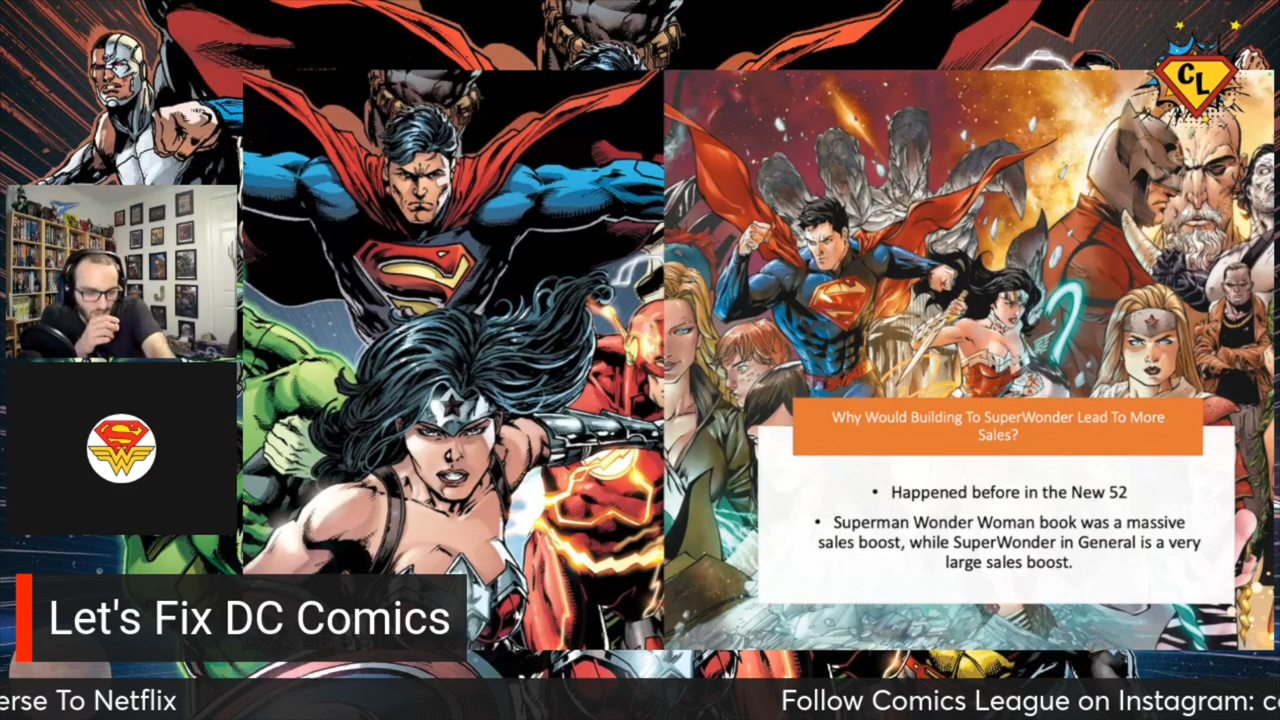 CL
Why Would Building To SuperWonder Lead To More
Sales?
• Happened before in the New 52
• Superman Wonder Woman book was a massive
sales boost, while SuperWonder in General is a very
large sales boost.
Let's Fix DC Comics
erse To Netflix
Follow Comics League on Instagram: c